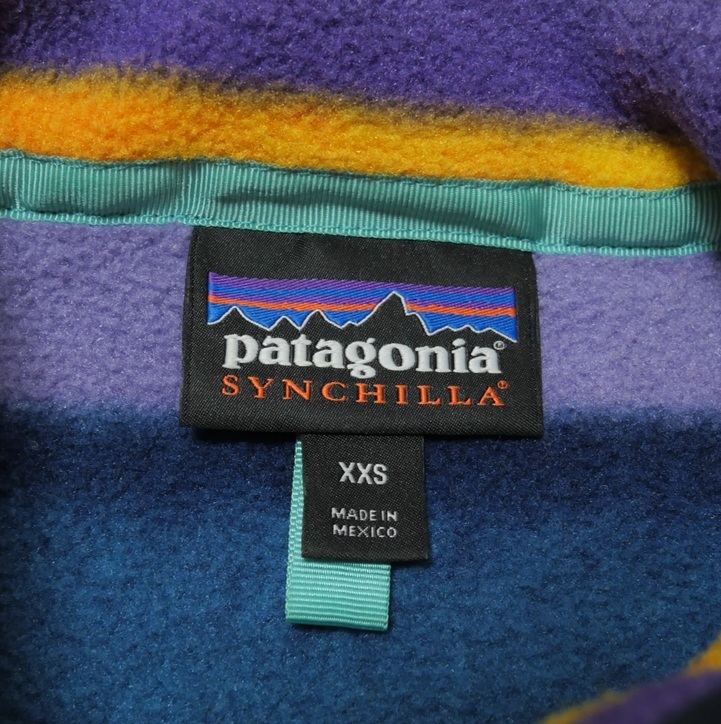 patagonia®
SYNCHILLA®
XXS
MADE IN
MEXICO